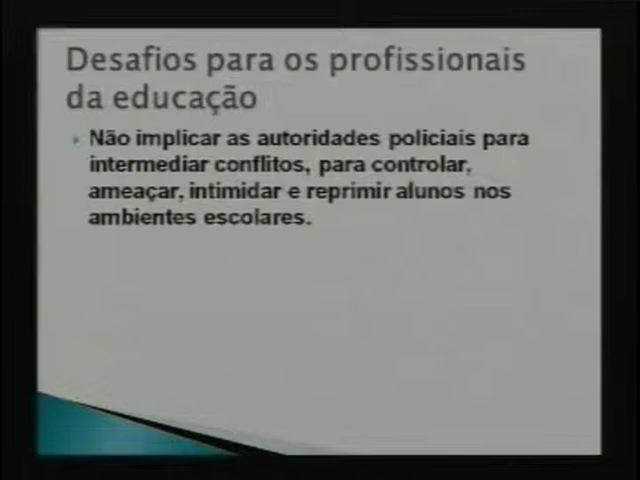 Desafios para os profissionais
da educação
Não implicar as autoridades policiais para
intermediar conflitos, para controlar,
ameaçar, intimidar e reprimir alunos nos
ambientes escolares.